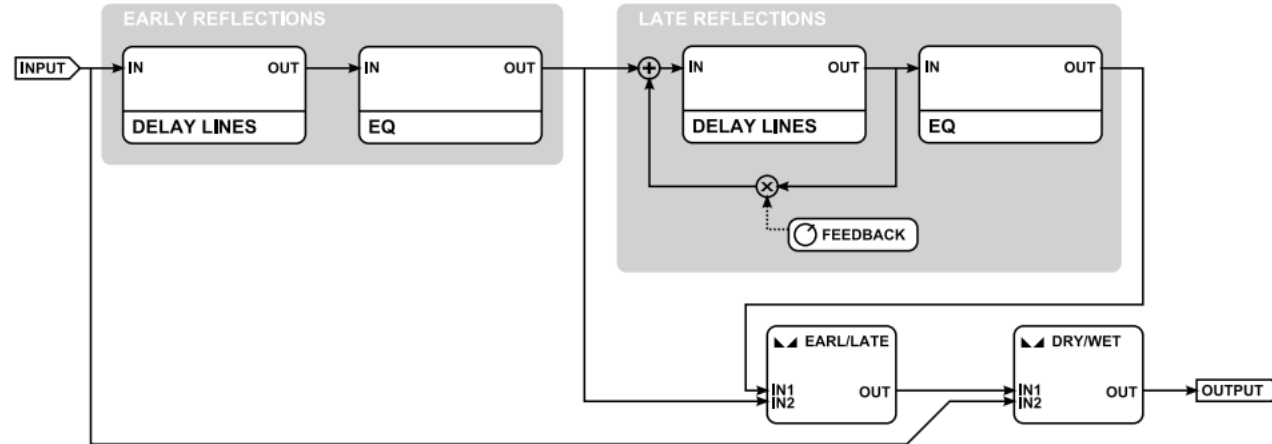 EARLY REFLECTIONS
LATE REFLECTIONS
INPUT
IN OUT
DELAY LINES
IN OUT
EQ
IN OUT
DELAY LINES
IN OUT
EQ
FEEDBACK
EARL/LATE
IN1
IN2
OUT
DRY/WET
IN1
IN2
OUT
OUTPUT